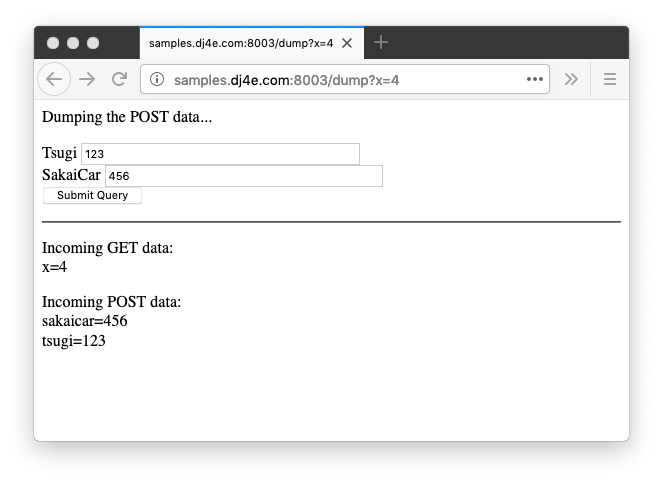 samples.dj4e.com:8003/dump?x=4
samples.dj4e.com:8003/dump?x=4
Dumping the POST data...
Tsugi 123
SakaiCar 456
Submit Query
Incoming GET data:
x=4
Incoming POST data:
sakaicar=456
tsugi=123